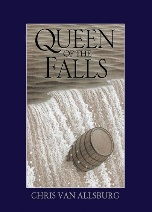 QUEEN
OF THE
FALLS
CHRIS VAN ALLSBURG